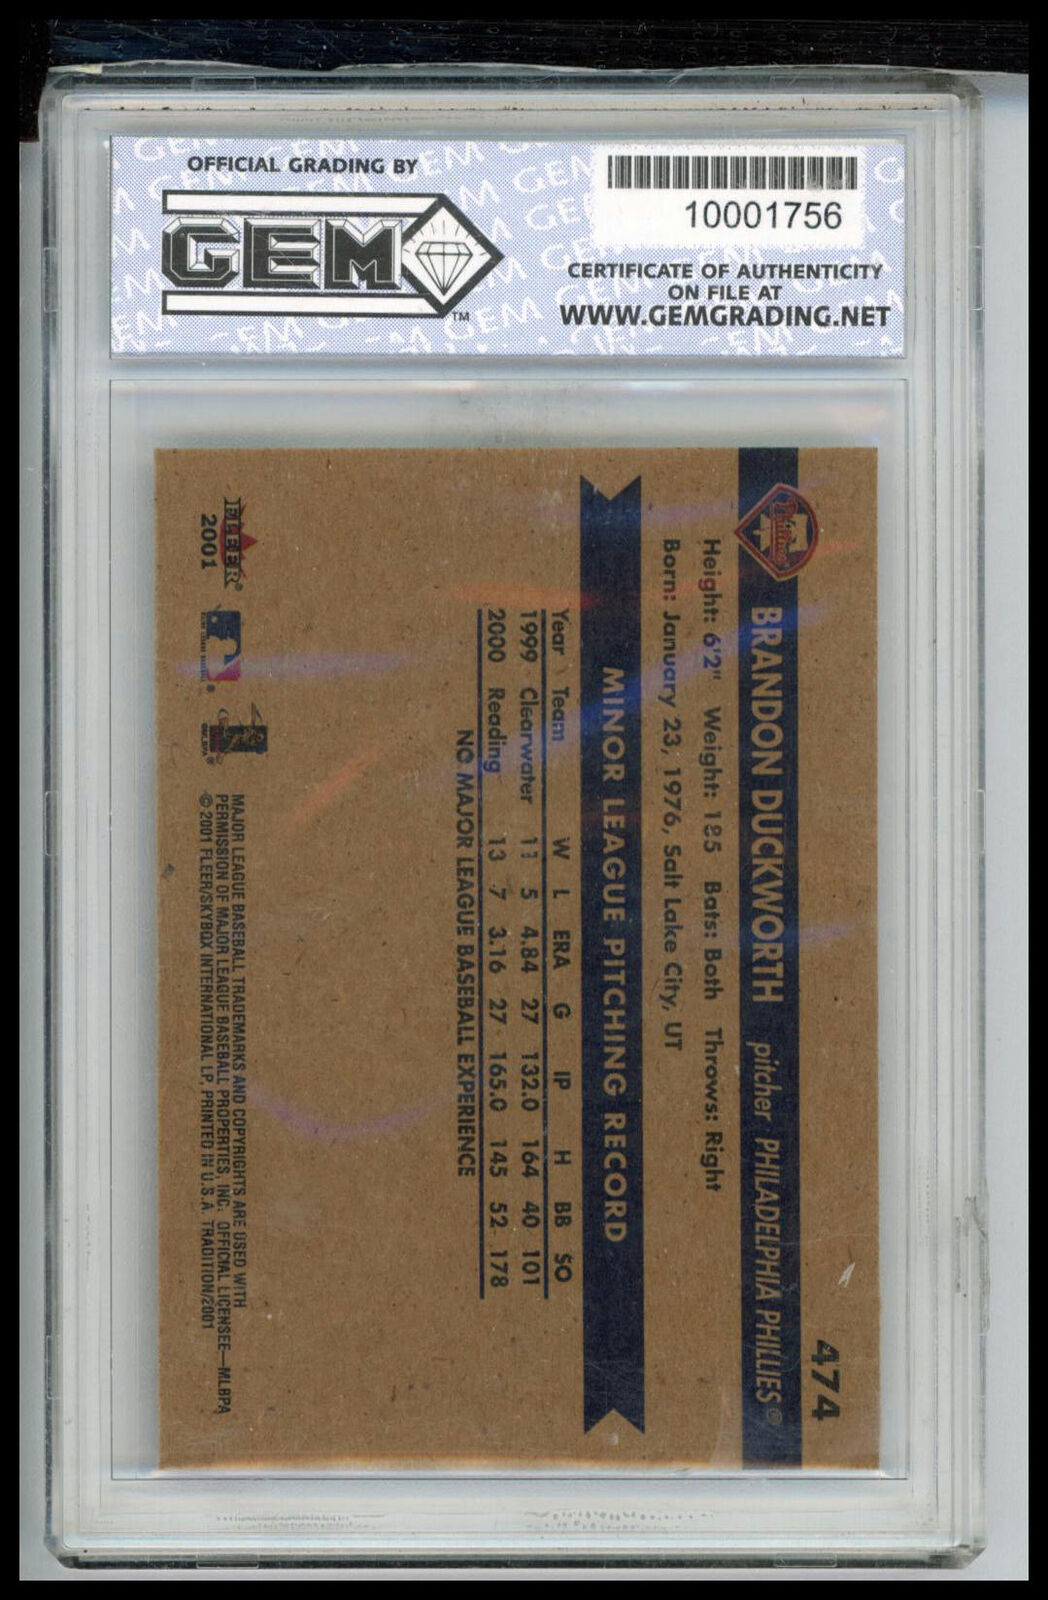 OFFICIAL GRADING BY
GEM
TM
10001756
CERTIFICATE OF AUTHENTICITY
ON FILE AT
WWW.GEMGRADING.NET
474
Phillies
BRANDON DUCKWORTH pitcher PHILADELPHIA PHILLIES®
Height: 6'2" Weight: 185 Bats: Both Throws: Right
Born: January 23, 1976, Salt Lake City, UT
MINOR LEAGUE PITCHING RECORD
Year Team W L ERA G IP H BB SO
1999 Clearwater 11 5 4.84 27 132.0 164 40 101
2000 Reading 13 7 3.16 27 165.0 145 52 178
NO MAJOR LEAGUE BASEBALL EXPERIENCE
FLEER®
2001
MAJOR LEAGUE BASEBALL TRADEMARKS AND COPYRIGHTS ARE USED WITH
PERMISSION OF MAJOR LEAGUE BASEBALL PROPERTIES, INC. OFFICIAL LICENSEE—MLBPA
© 2001 FLEER/SKYBOX INTERNATIONAL LP, PRINTED IN U.S.A. TRADITION/2001